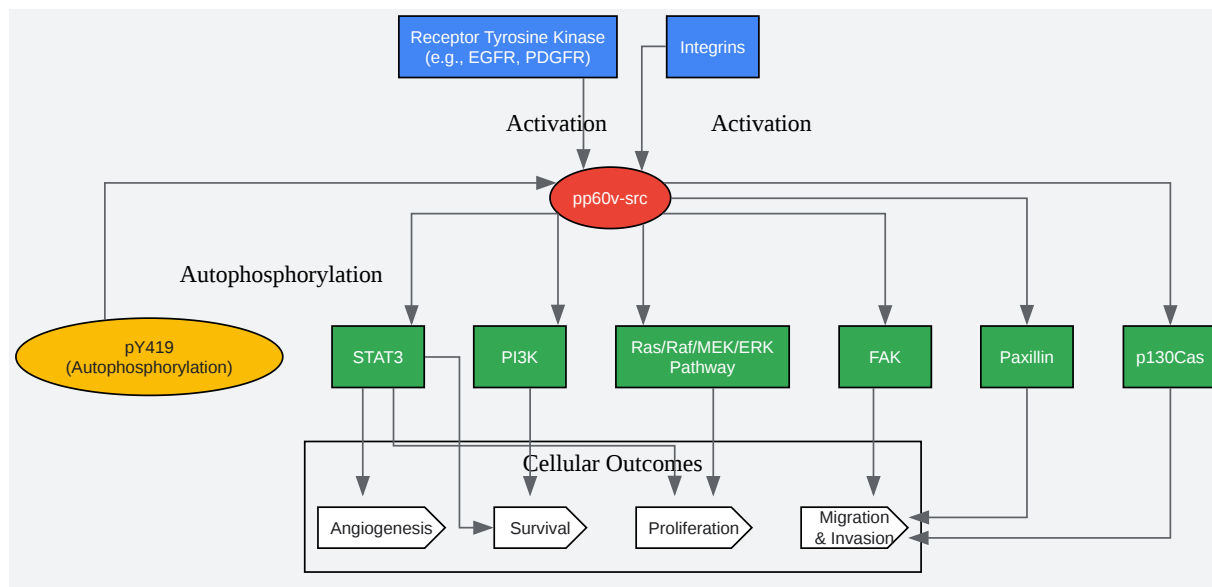 Receptor Tyrosine Kinase
(e.g., EGFR, PDGFR)
Integrins
Activation
Activation
pp60v-src
Autophosphorylation
pY419
(Autophosphorylation)
STAT3
PI3K
Ras/Raf/MEK/ERK
Pathway
FAK
Paxillin
p130Cas
Cellular Outcomes
Angiogenesis
Survival
Proliferation
Migration
& Invasion